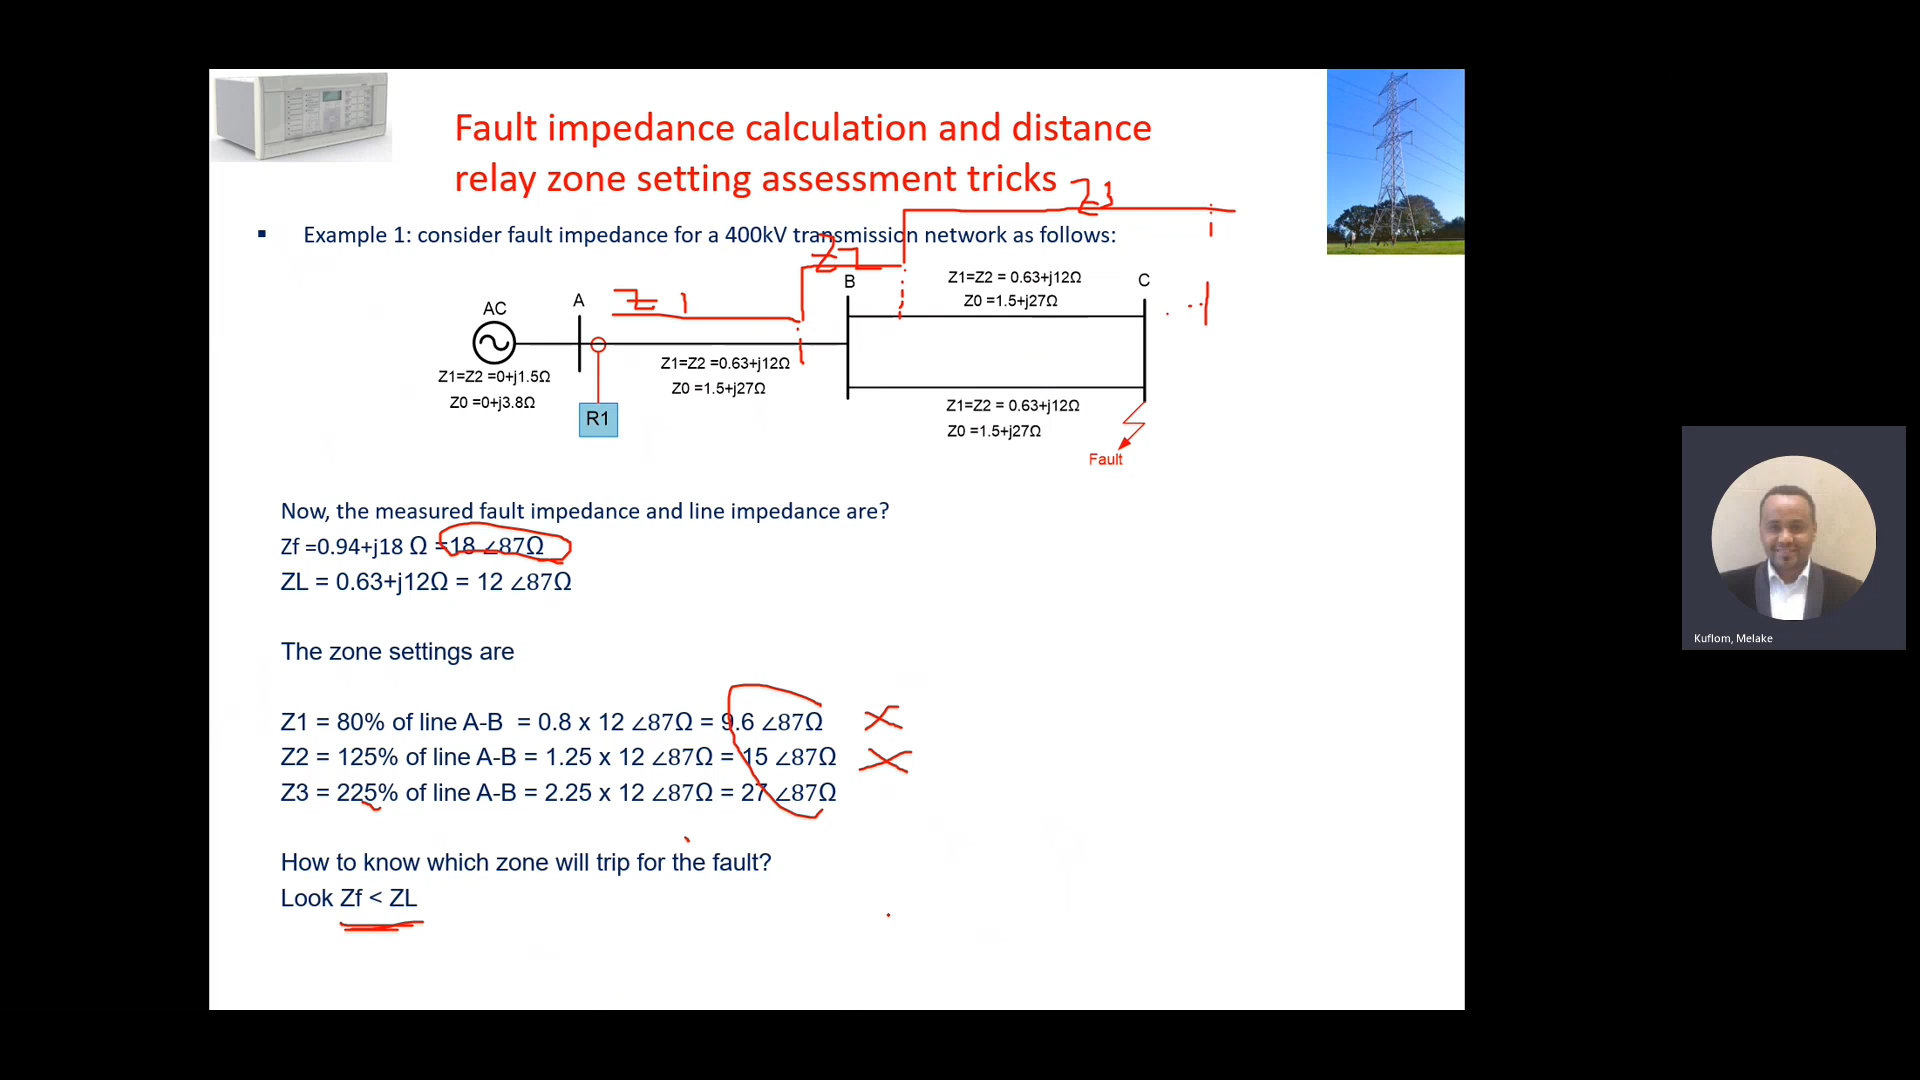 Fault impedance calculation and distance
relay zone setting assessment tricks
Z3
▪ Example 1: consider fault impedance for a 400kV transmission network as follows:
Z2
B
Z1=Z2 = 0.63+j12Ω
C
Z0 =1.5+j27Ω
AC
A
Z1
Z1=Z2 =0.63+j12Ω
Z1=Z2 =0+j1.5Ω
Z0 =1.5+j27Ω
Z0 =0+j3.8Ω
R1
Z1=Z2 = 0.63+j12Ω
Z0 =1.5+j27Ω
Fault
Now, the measured fault impedance and line impedance are?
Zf =0.94+j18 Ω =18 ∠87Ω
ZL = 0.63+j12Ω = 12 ∠87Ω
The zone settings are
Z1 = 80% of line A-B = 0.8 x 12 ∠87Ω = 9.6 ∠87Ω
Z2 = 125% of line A-B = 1.25 x 12 ∠87Ω = 15 ∠87Ω
Z3 = 225% of line A-B = 2.25 x 12 ∠87Ω = 27 ∠87Ω
How to know which zone will trip for the fault?
Look Zf < ZL
Kuflom, Melake